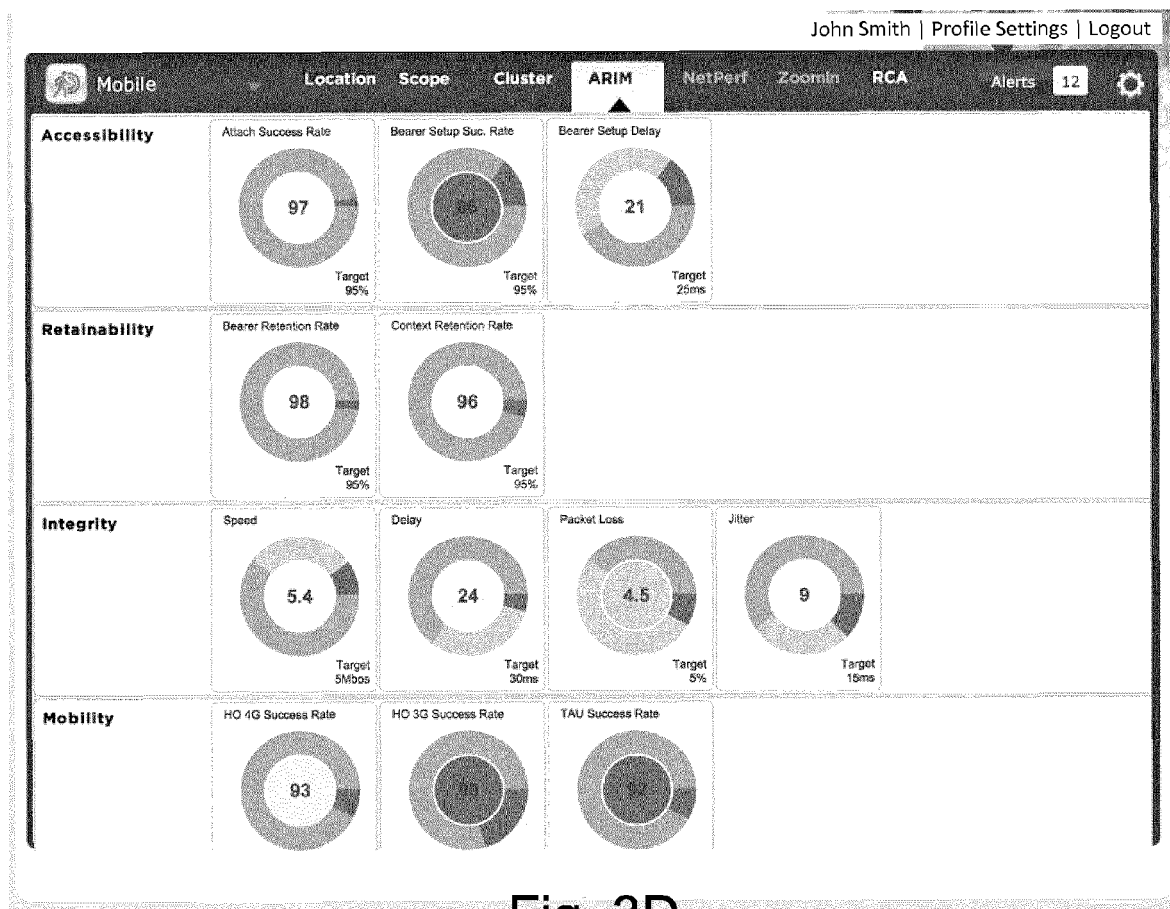 John Smith | Profile Settings | Logout
Mobile Location Scope Cluster ARIM NetPerf ZoomIn RCA Alerts 12
Accessibility
Attach Success Rate Bearer Setup Suc. Rate Bearer Setup Delay
97 21
Target Target Target
95% 95% 25ms
Retainability
Bearer Retention Rate Context Retention Rate
98 96
Target Target
95% 95%
Integrity
Speed Delay Packet Loss Jitter
5.4 24 4.5 9
Target Target Target Target
5Mbos 30ms 5% 15ms
Mobility
HO 4G Success Rate HO 3G Success Rate TAU Success Rate
93